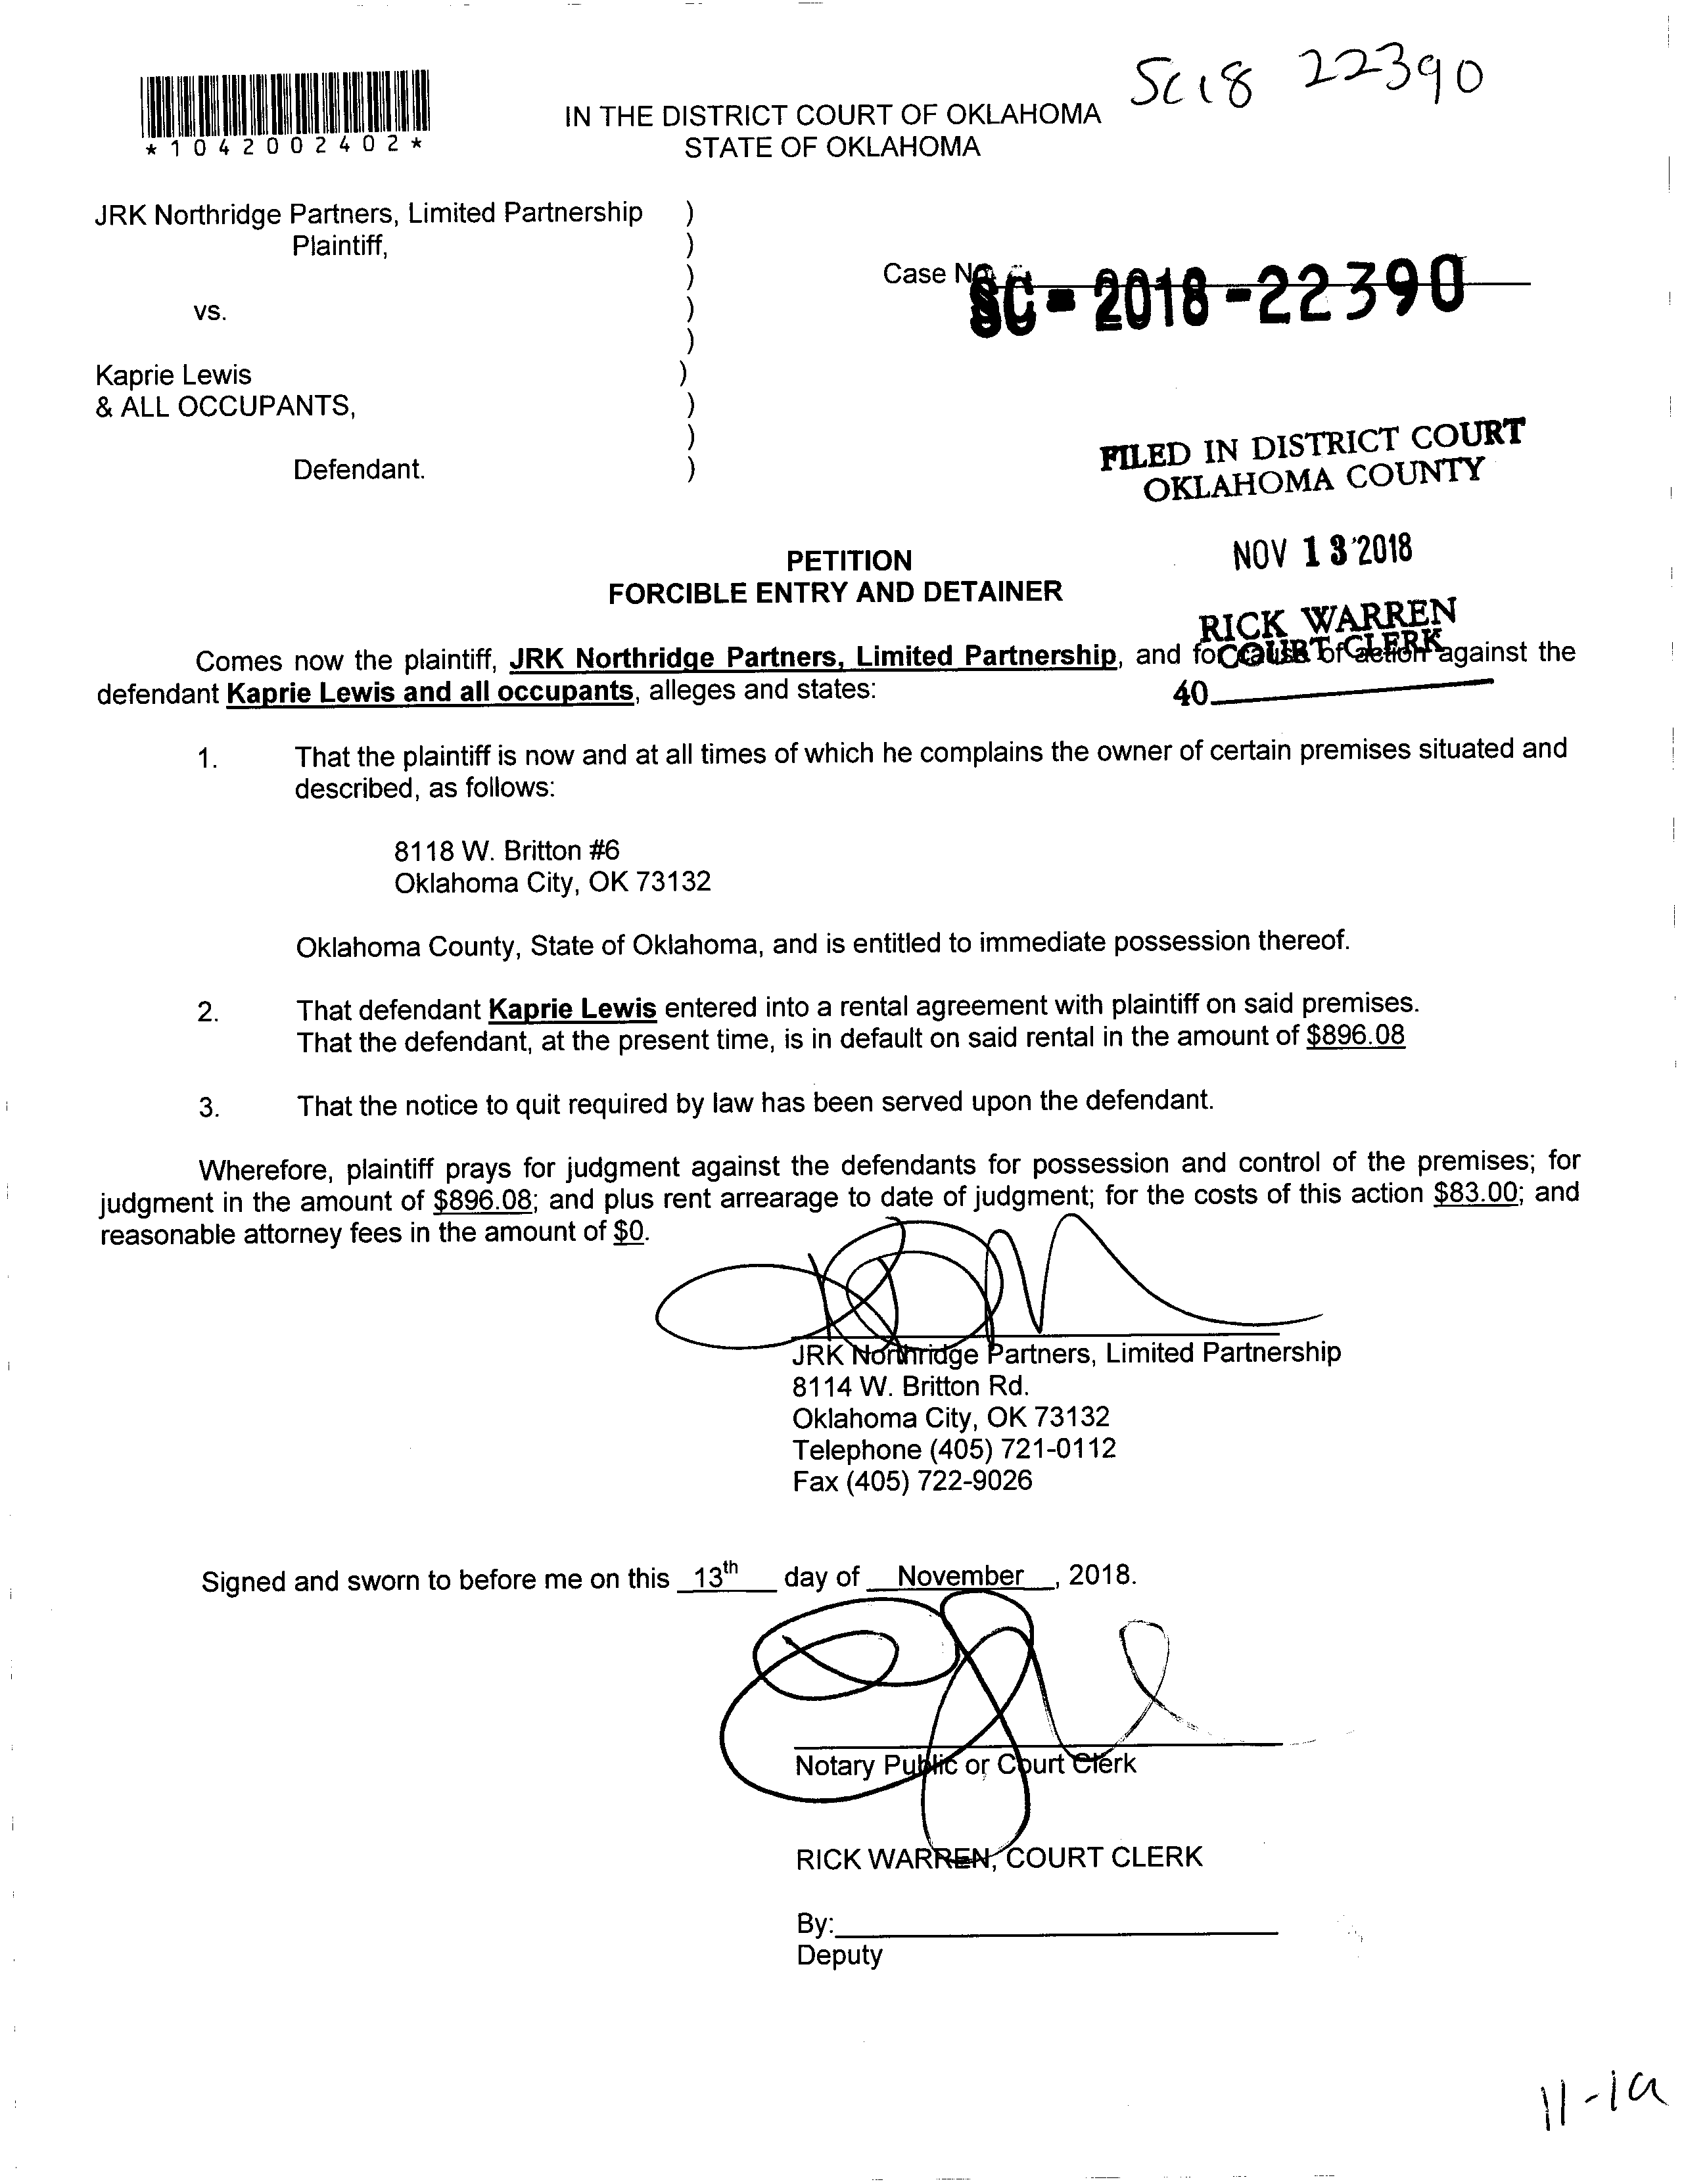 Sc18 22390
*1042002402*
IN THE DISTRICT COURT OF OKLAHOMA
STATE OF OKLAHOMA
JRK Northridge Partners, Limited Partnership )
Plaintiff, )
)
vs. )
)
Kaprie Lewis )
& ALL OCCUPANTS, )
)
Defendant. )
Case No.
SC - 2018 - 22390
FILED IN DISTRICT COURT
OKLAHOMA COUNTY
NOV 13 2018
RICK WARREN
COURT CLERK
40
PETITION
FORCIBLE ENTRY AND DETAINER
Comes now the plaintiff, JRK Northridge Partners, Limited Partnership, and for cause of action against the
defendant Kaprie Lewis and all occupants, alleges and states:
1. That the plaintiff is now and at all times of which he complains the owner of certain premises situated and
described, as follows:
8118 W. Britton #6
Oklahoma City, OK 73132
Oklahoma County, State of Oklahoma, and is entitled to immediate possession thereof.
2. That defendant Kaprie Lewis entered into a rental agreement with plaintiff on said premises.
That the defendant, at the present time, is in default on said rental in the amount of $896.08
3. That the notice to quit required by law has been served upon the defendant.
Wherefore, plaintiff prays for judgment against the defendants for possession and control of the premises; for
judgment in the amount of $896.08; and plus rent arrearage to date of judgment; for the costs of this action $83.00; and
reasonable attorney fees in the amount of $0.
JRK Northridge Partners, Limited Partnership
8114 W. Britton Rd.
Oklahoma City, OK 73132
Telephone (405) 721-0112
Fax (405) 722-9026
Signed and sworn to before me on this 13th day of November, 2018.
Notary Public or Court Clerk
RICK WARREN, COURT CLERK
By:
Deputy